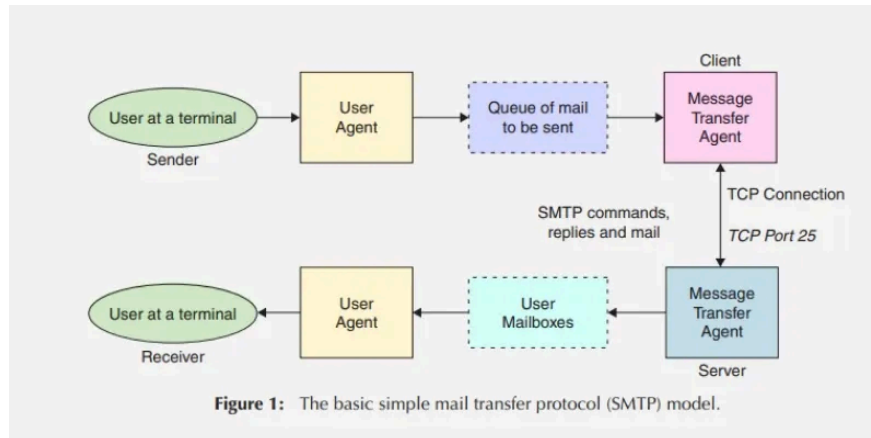 Client
User at a terminal
Sender
User
Agent
Queue of mail
to be sent
Message
Transfer
Agent
SMTP commands,
replies and mail
TCP Connection
TCP Port 25
User at a terminal
Receiver
User
Agent
User
Mailboxes
Message
Transfer
Agent
Server
Figure 1: The basic simple mail transfer protocol (SMTP) model.